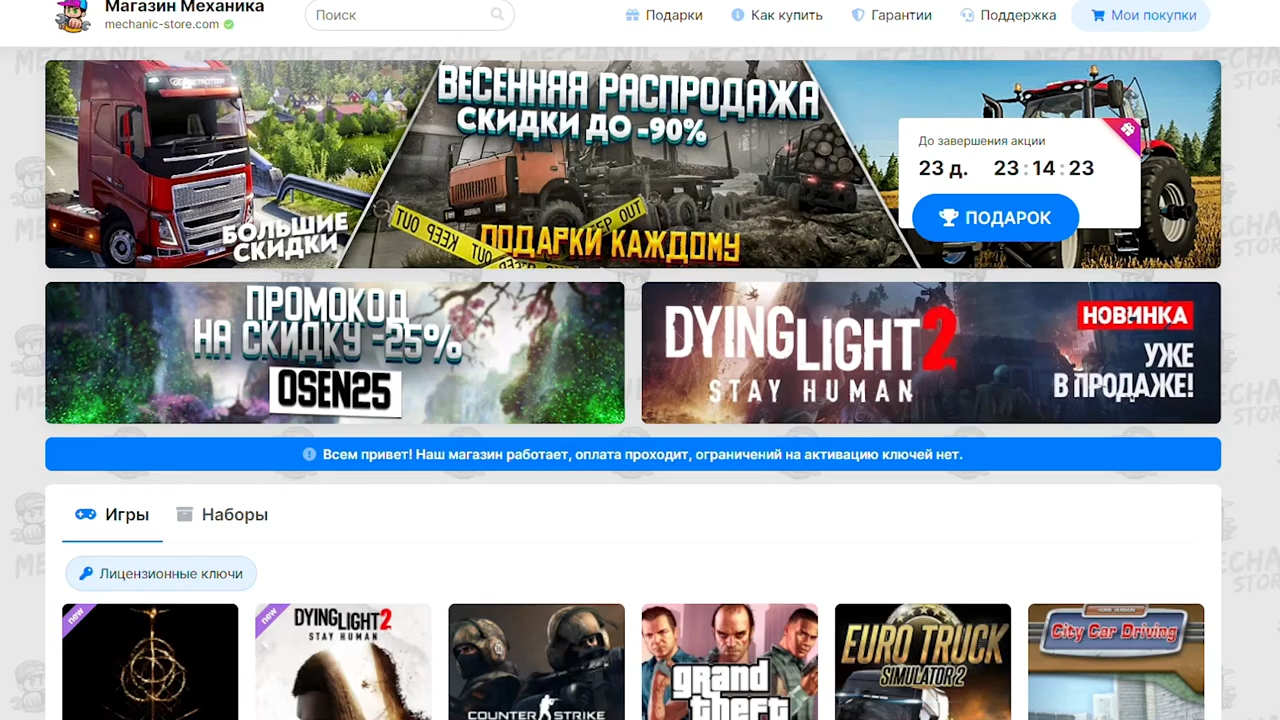 Магазин Механика
mechanic-store.com
Поиск
Подарки
Как купить
Гарантии
Поддержка
Мои покупки
ВЕСЕННЯЯ РАСПРОДАЖА
СКИДКИ ДО -90%
БОЛЬШИЕ
СКИДКИ
KEEP OUT
ПОДАРКИ КАЖДОМУ
До завершения акции
23 д. 23 : 14 : 23
ПОДАРОК
ПРОМОКОД
НА СКИДКУ -25%
OSEN25
DYING LIGHT 2
STAY HUMAN
НОВИНКА
УЖЕ
В ПРОДАЖЕ!
Всем привет! Наш магазин работает, оплата проходит, ограничений на активацию ключей нет.
Игры
Наборы
Лицензионные ключи
new
new
DYING LIGHT 2
STAY HUMAN
COUNTER STRIKE
grand
theft
EURO TRUCK
SIMULATOR 2
HOME VERSION
City Car Driving